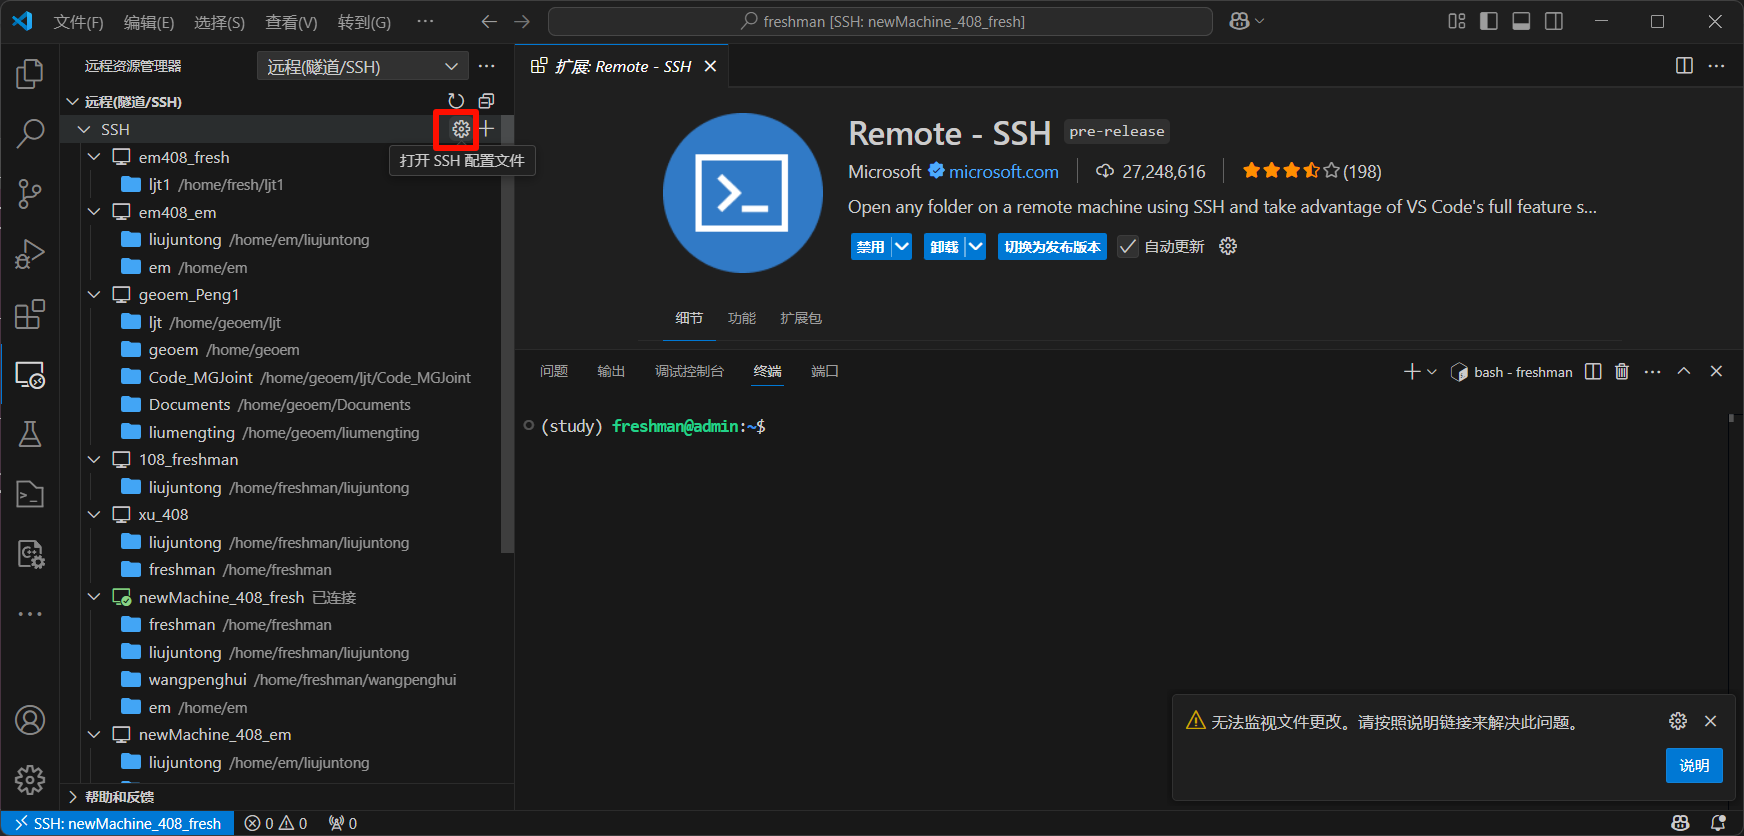 文件(F) 编辑(E) 选择(S) 查看(V) 转到(G) ··· freshman [SSH: newMachine_408_fresh]
远程资源管理器 远程(隧道/SSH)
远程(隧道/SSH)
SSH
打开 SSH 配置文件
em408_fresh
ljt1 /home/fresh/ljt1
em408_em
liujuntong /home/em/liujuntong
em /home/em
geoem_Peng1
ljt /home/geoem/ljt
geoem /home/geoem
Code_MGJoint /home/geoem/ljt/Code_MGJoint
Documents /home/geoem/Documents
liumengting /home/geoem/liumengting
108_freshman
liujuntong /home/freshman/liujuntong
xu_408
liujuntong /home/freshman/liujuntong
freshman /home/freshman
newMachine_408_fresh 已连接
freshman /home/freshman
liujuntong /home/freshman/liujuntong
wangpenghui /home/freshman/wangpenghui
em /home/em
newMachine_408_em
liujuntong /home/em/liujuntong
帮助和反馈
扩展: Remote - SSH
Remote - SSH pre-release
Microsoft microsoft.com 27,248,616 (198)
Open any folder on a remote machine using SSH and take advantage of VS Code's full feature s...
禁用 卸载 切换为发布版本 自动更新
细节 功能 扩展包
问题 输出 调试控制台 终端 端口 bash - freshman
(study) freshman@admin:~$
无法监视文件更改。请按照说明链接来解决此问题。
说明
SSH: newMachine_408_fresh 0 0 0